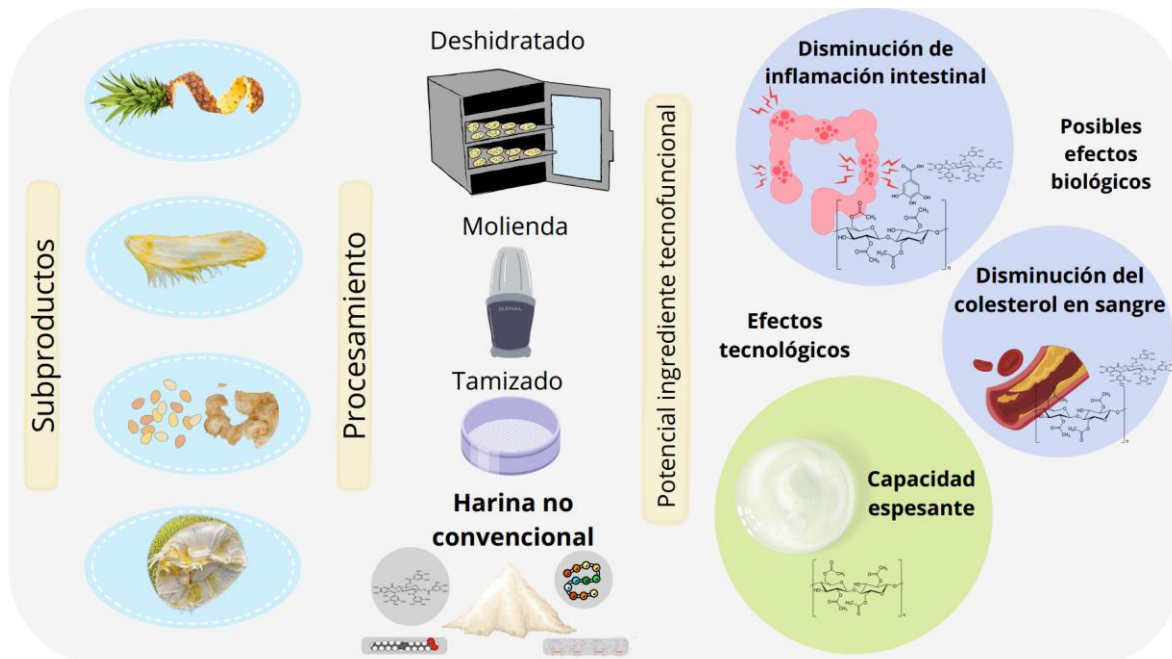 Subproductos
Procesamiento
Deshidratado
Molienda
Tamizado
Harina no
convencional
Potencial ingrediente tecnofuncional
Disminución de
inflamación intestinal
Posibles
efectos
biológicos
Disminución del
colesterol en sangre
Efectos
tecnológicos
Capacidad
espesante